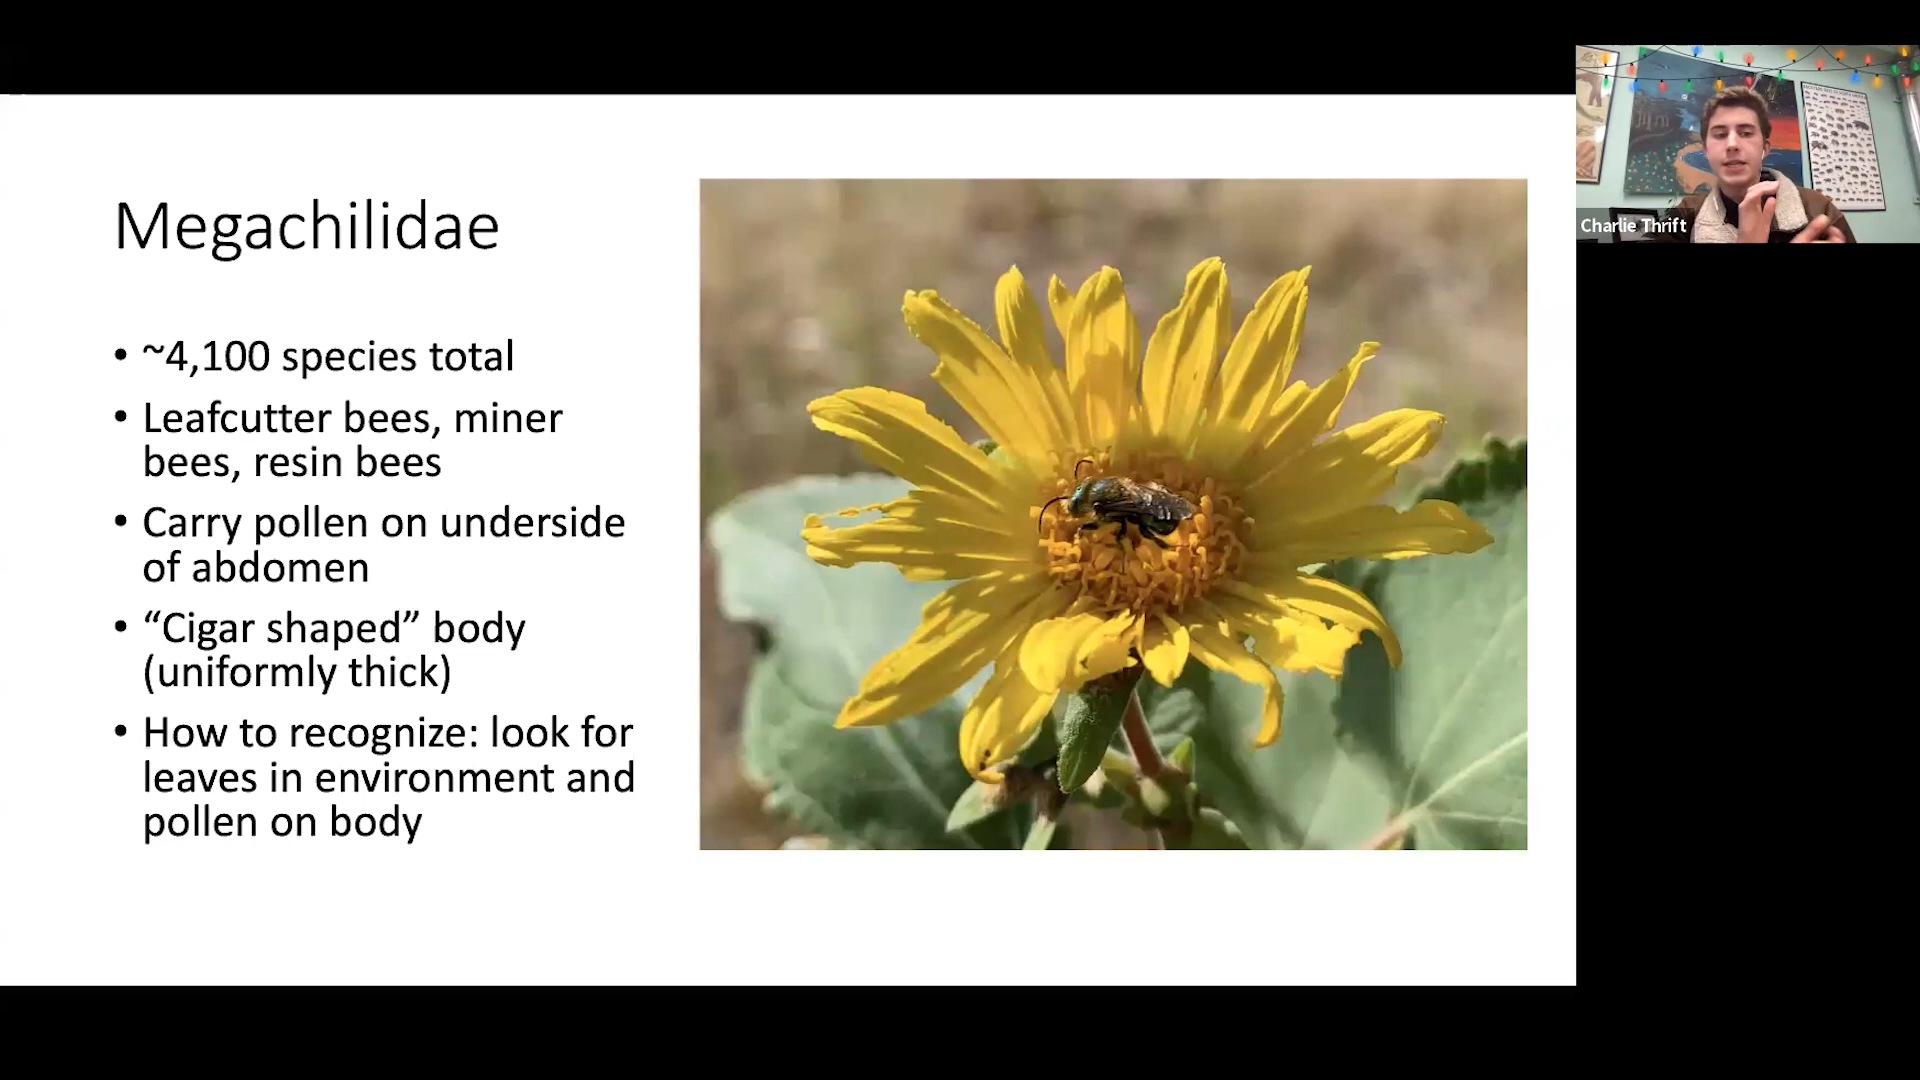 Megachilidae
• ~4,100 species total
• Leafcutter bees, miner
bees, resin bees
• Carry pollen on underside
of abdomen
• “Cigar shaped” body
(uniformly thick)
• How to recognize: look for
leaves in environment and
pollen on body
Charlie Thrift